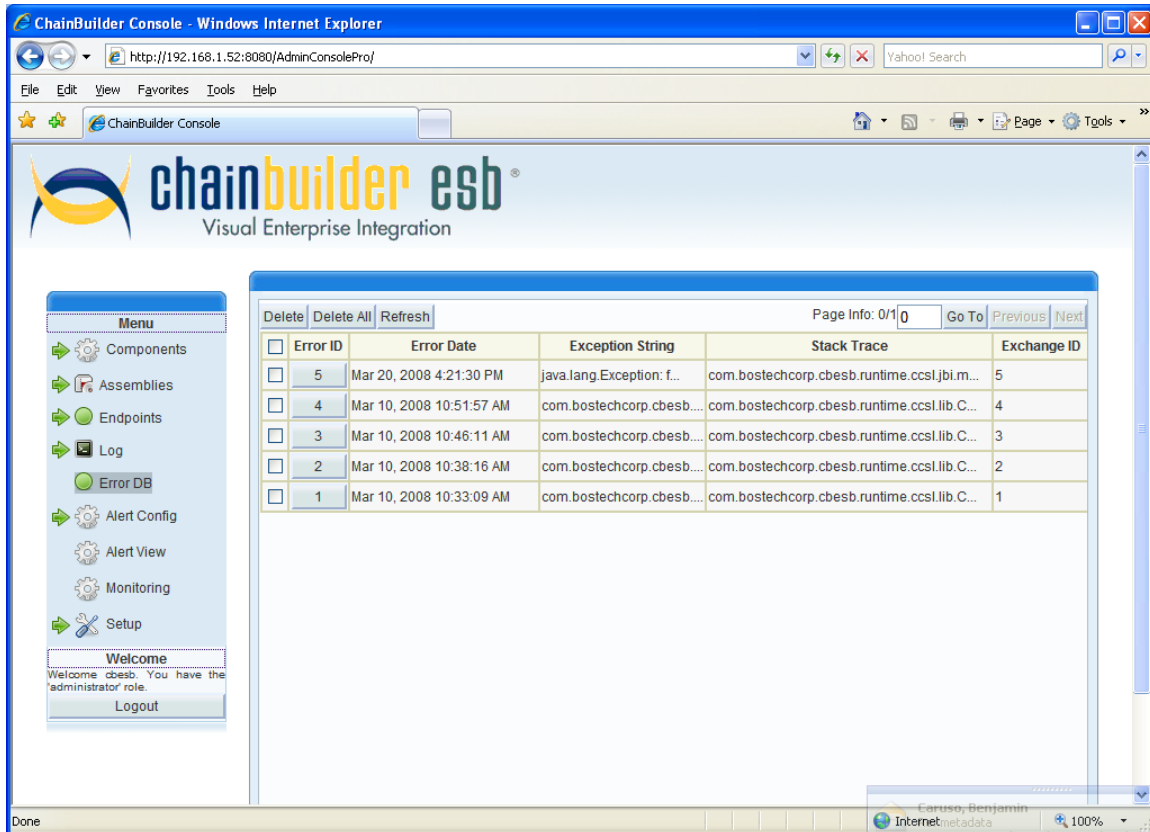 ChainBuilder Console - Windows Internet Explorer
http://192.168.1.52:8080/AdminConsolePro/
Yahoo! Search
File Edit View Favorites Tools Help
ChainBuilder Console
Page Tools »
chainbuilder esb ®
Visual Enterprise Integration
Menu
Components
Assemblies
Endpoints
Log
Error DB
Alert Config
Alert View
Monitoring
Setup
Welcome
Welcome cbesb. You have the
'administrator' role.
Logout
Delete Delete All Refresh Page Info: 0/1 0 Go To Previous Next
Error ID Error Date Exception String Stack Trace Exchange ID
5 Mar 20, 2008 4:21:30 PM java.lang.Exception: f... com.bostechcorp.cbesb.runtime.ccsl.jbi.m... 5
4 Mar 10, 2008 10:51:57 AM com.bostechcorp.cbesb.... com.bostechcorp.cbesb.runtime.ccsl.lib.C... 4
3 Mar 10, 2008 10:46:11 AM com.bostechcorp.cbesb.... com.bostechcorp.cbesb.runtime.ccsl.lib.C... 3
2 Mar 10, 2008 10:38:16 AM com.bostechcorp.cbesb.... com.bostechcorp.cbesb.runtime.ccsl.lib.C... 2
1 Mar 10, 2008 10:33:09 AM com.bostechcorp.cbesb.... com.bostechcorp.cbesb.runtime.ccsl.lib.C... 1
Caruso, Benjamin
Done Internet metadata 100%